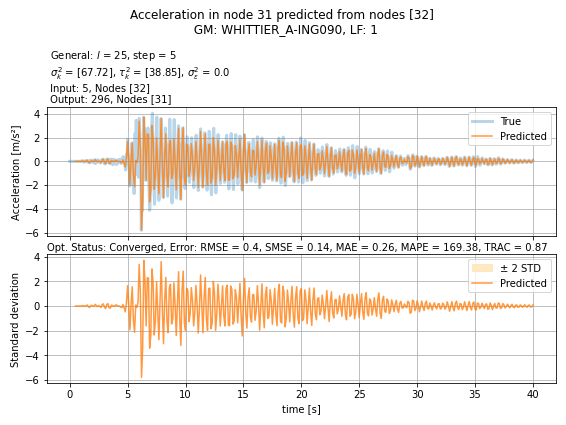 Acceleration in node 31 predicted from nodes [32]
GM: WHITTIER_A-ING090, LF: 1
General: l = 25, step = 5
σ²ₖ = [67.72], τ²ₖ = [38.85], σ²ε = 0.0
Input: 5, Nodes [32]
Output: 296, Nodes [31]
4
2
0
−2
−4
−6
Acceleration [m/s²]
True
Predicted
Opt. Status: Converged, Error: RMSE = 0.4, SMSE = 0.14, MAE = 0.26, MAPE = 169.38, TRAC = 0.87
4
2
0
−2
−4
−6
Standard deviation
± 2 STD
Predicted
0 5 10 15 20 25 30 35 40
time [s]